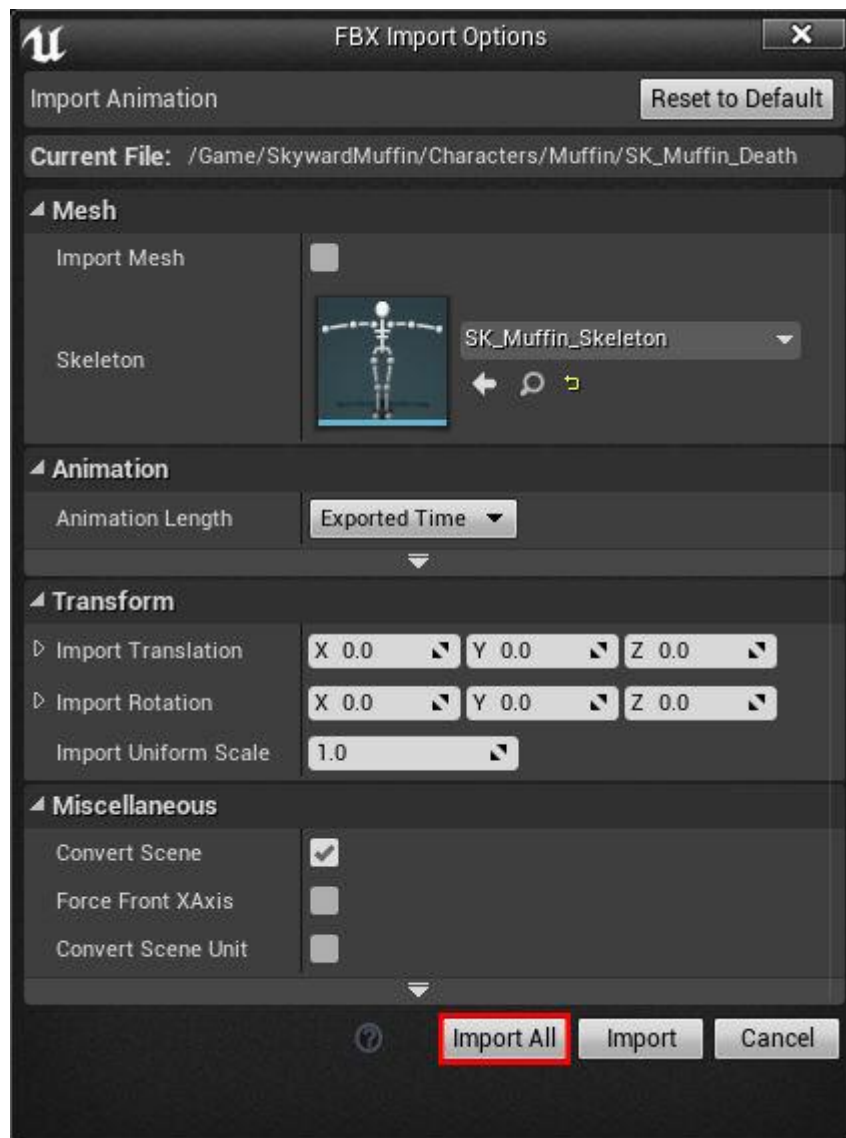 FBX Import Options
Import Animation Reset to Default
Current File: /Game/SkywardMuffin/Characters/Muffin/SK_Muffin_Death
Mesh
Import Mesh
Skeleton SK_Muffin_Skeleton
Animation
Animation Length Exported Time
Transform
Import Translation X 0.0 Y 0.0 Z 0.0
Import Rotation X 0.0 Y 0.0 Z 0.0
Import Uniform Scale 1.0
Miscellaneous
Convert Scene
Force Front XAxis
Convert Scene Unit
? Import All Import Cancel